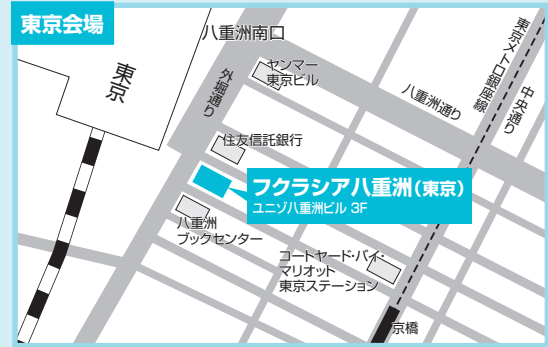 東京会場
八重洲南口
東京
外堀通り
ヤンマー
東京ビル
八重洲通り
東京メトロ銀座線
中央通り
住友信託銀行
フクラシア八重洲(東京)
ユニゾ八重洲ビル 3F
八重洲
ブックセンター
コートヤード・バイ・
マリオット
東京ステーション
京橋